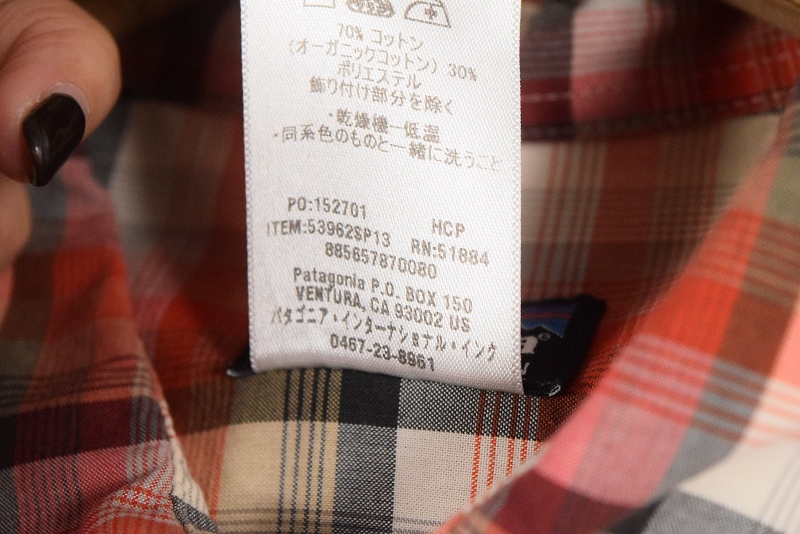 70% コットン
(オーガニックコットン) 30%
ポリエステル
飾り付け部分を除く
・乾燥機ー低温
・同系色のものと一緒に洗うこと
PO:152701 HCP
ITEM:53962SP13 RN:51884
885657870080
Patagonia P.O. BOX 150
VENTURA, CA 93002 US
パタゴニア・インターナショナル・インク
0467-23-8961